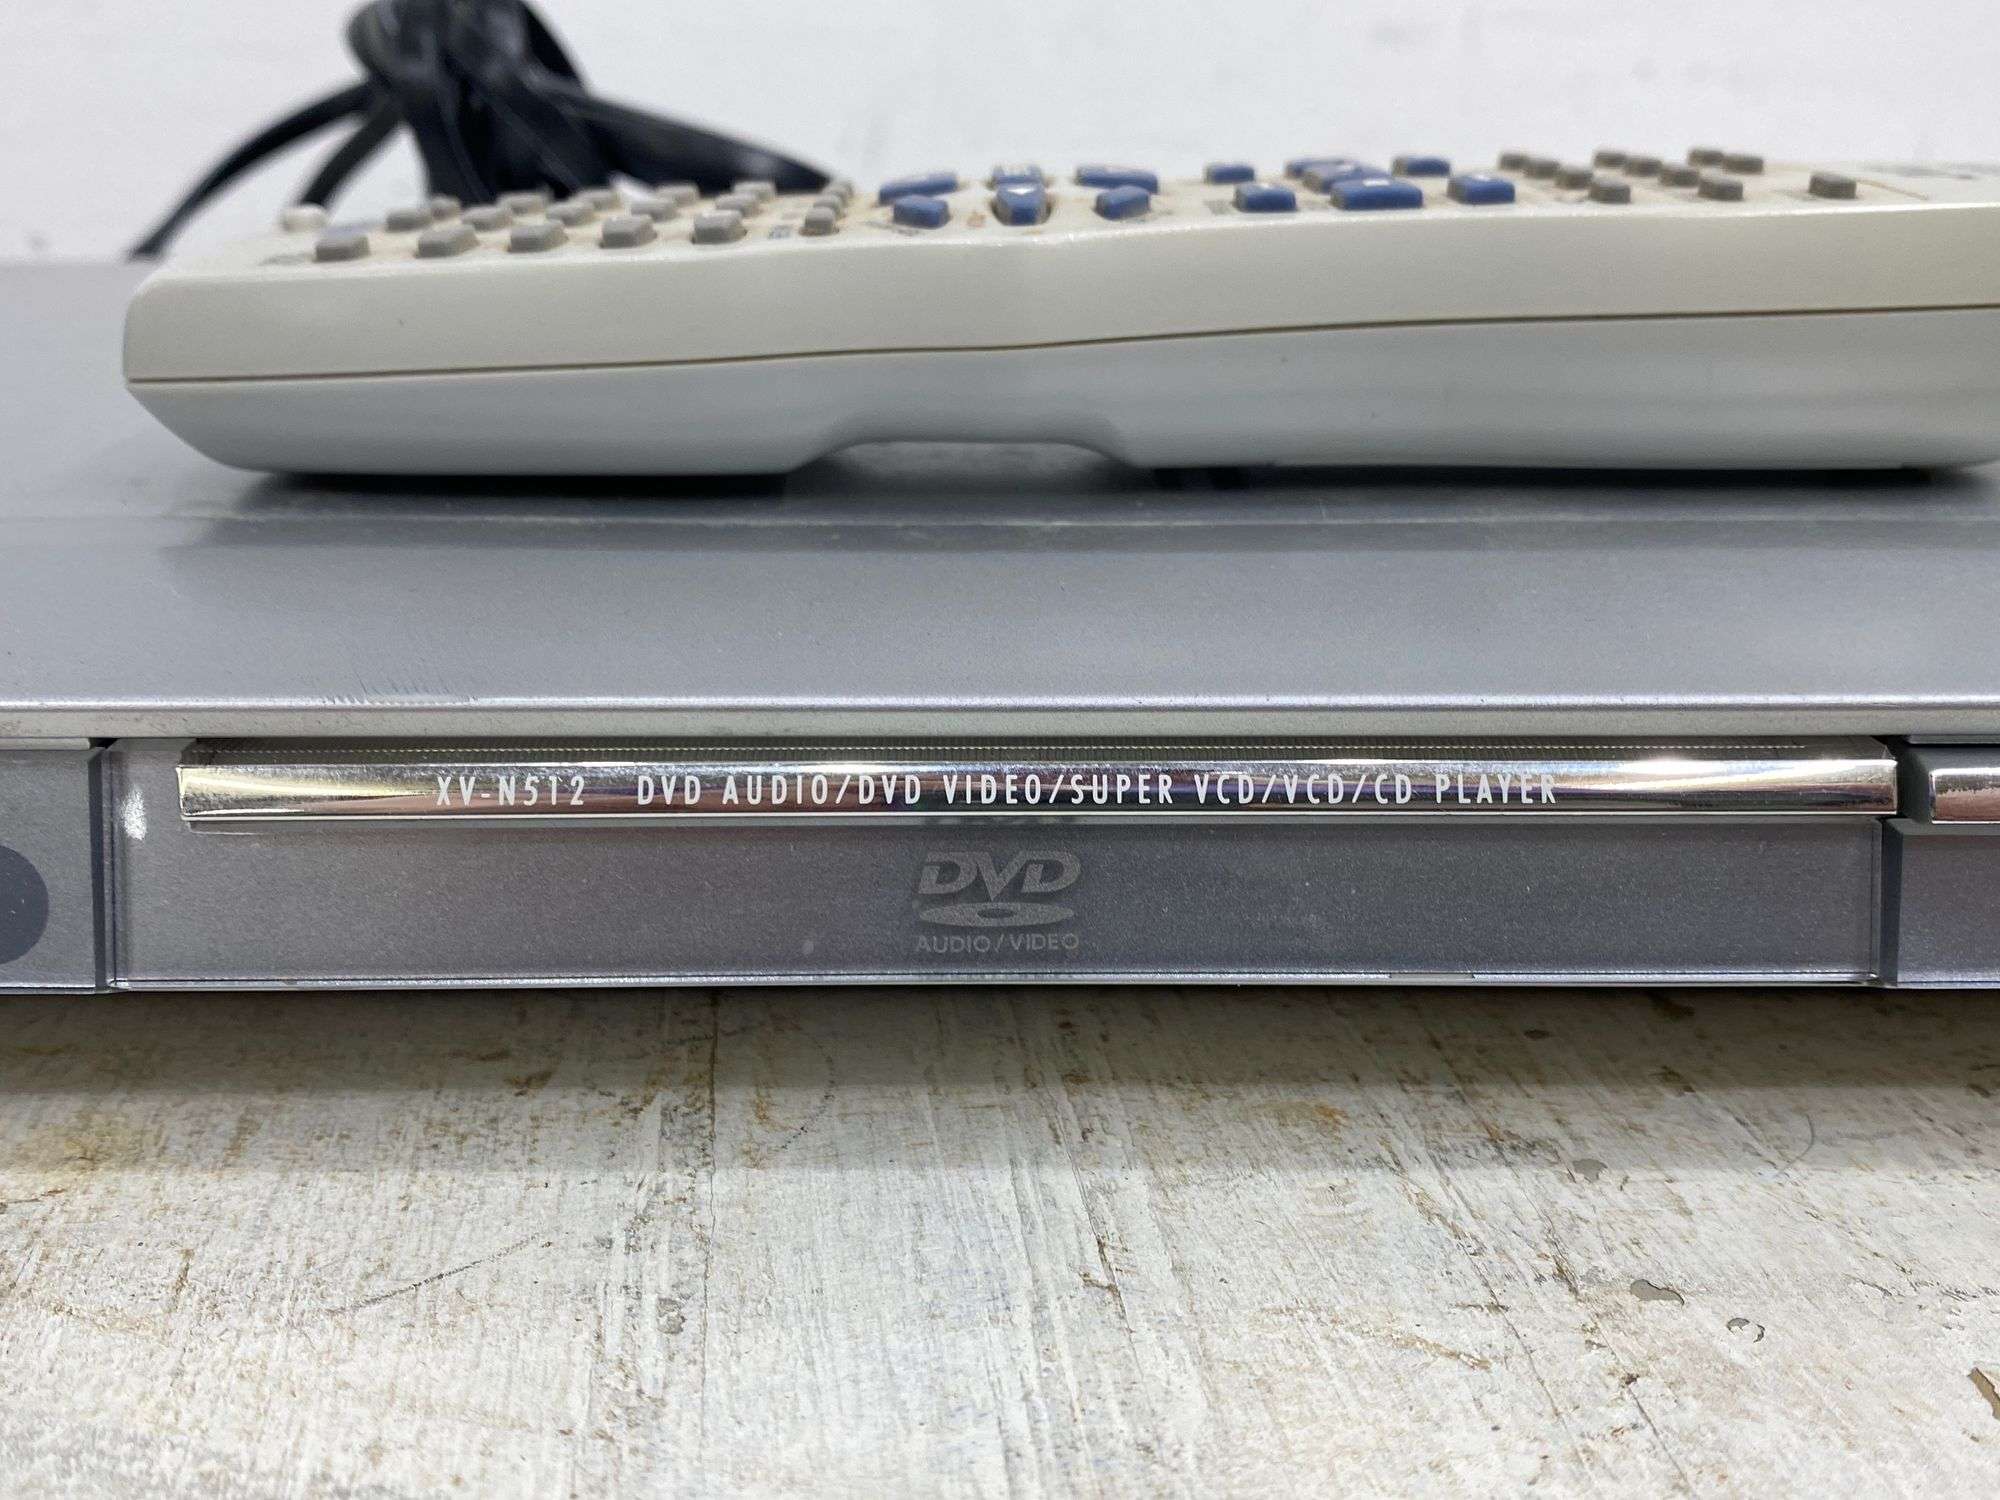 XV-N512 DVD AUDIO/DVD VIDEO/SUPER VCD/VCD/CD PLAYER
DVD
AUDIO/VIDEO